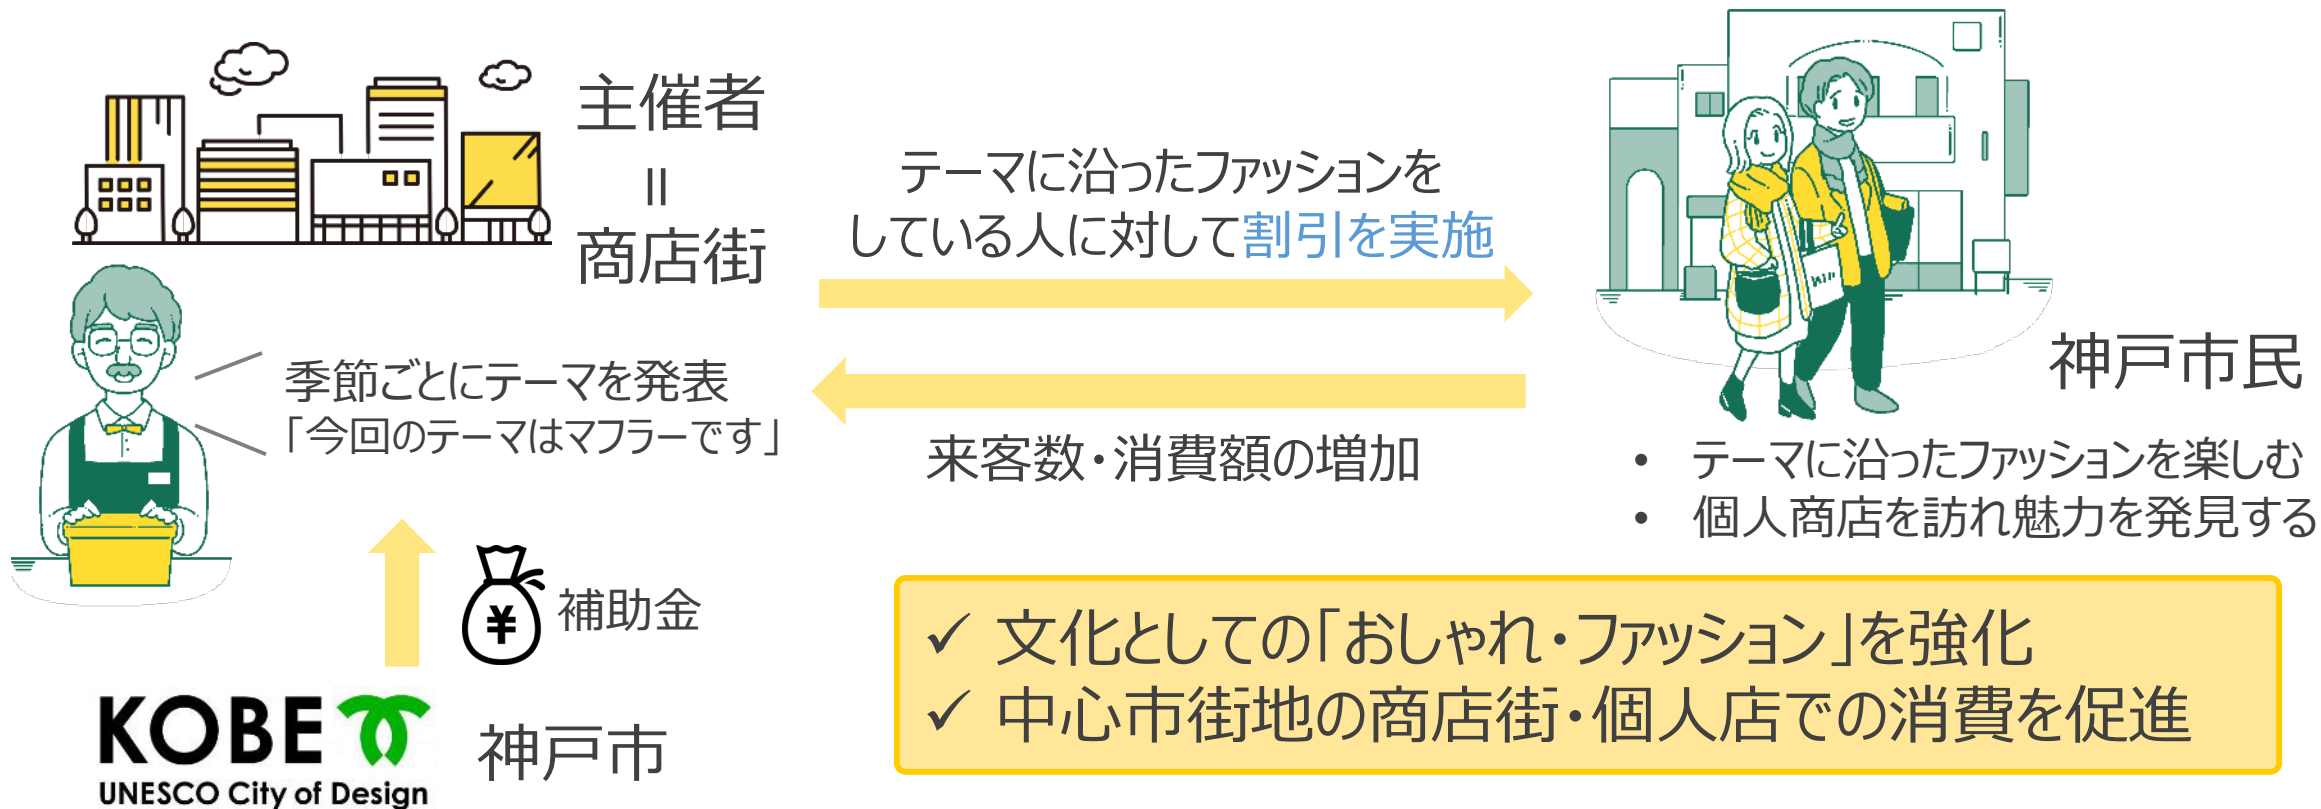 主催者
＝
商店街
テーマに沿ったファッションを
している人に対して割引を実施
季節ごとにテーマを発表
「今回のテーマはマフラーです」
来客数・消費額の増加
神戸市民
• テーマに沿ったファッションを楽しむ
• 個人商店を訪れ魅力を発見する
¥
補助金
KOBE
UNESCO City of Design
神戸市
✓ 文化としての「おしゃれ・ファッション」を強化
✓ 中心市街地の商店街・個人店での消費を促進